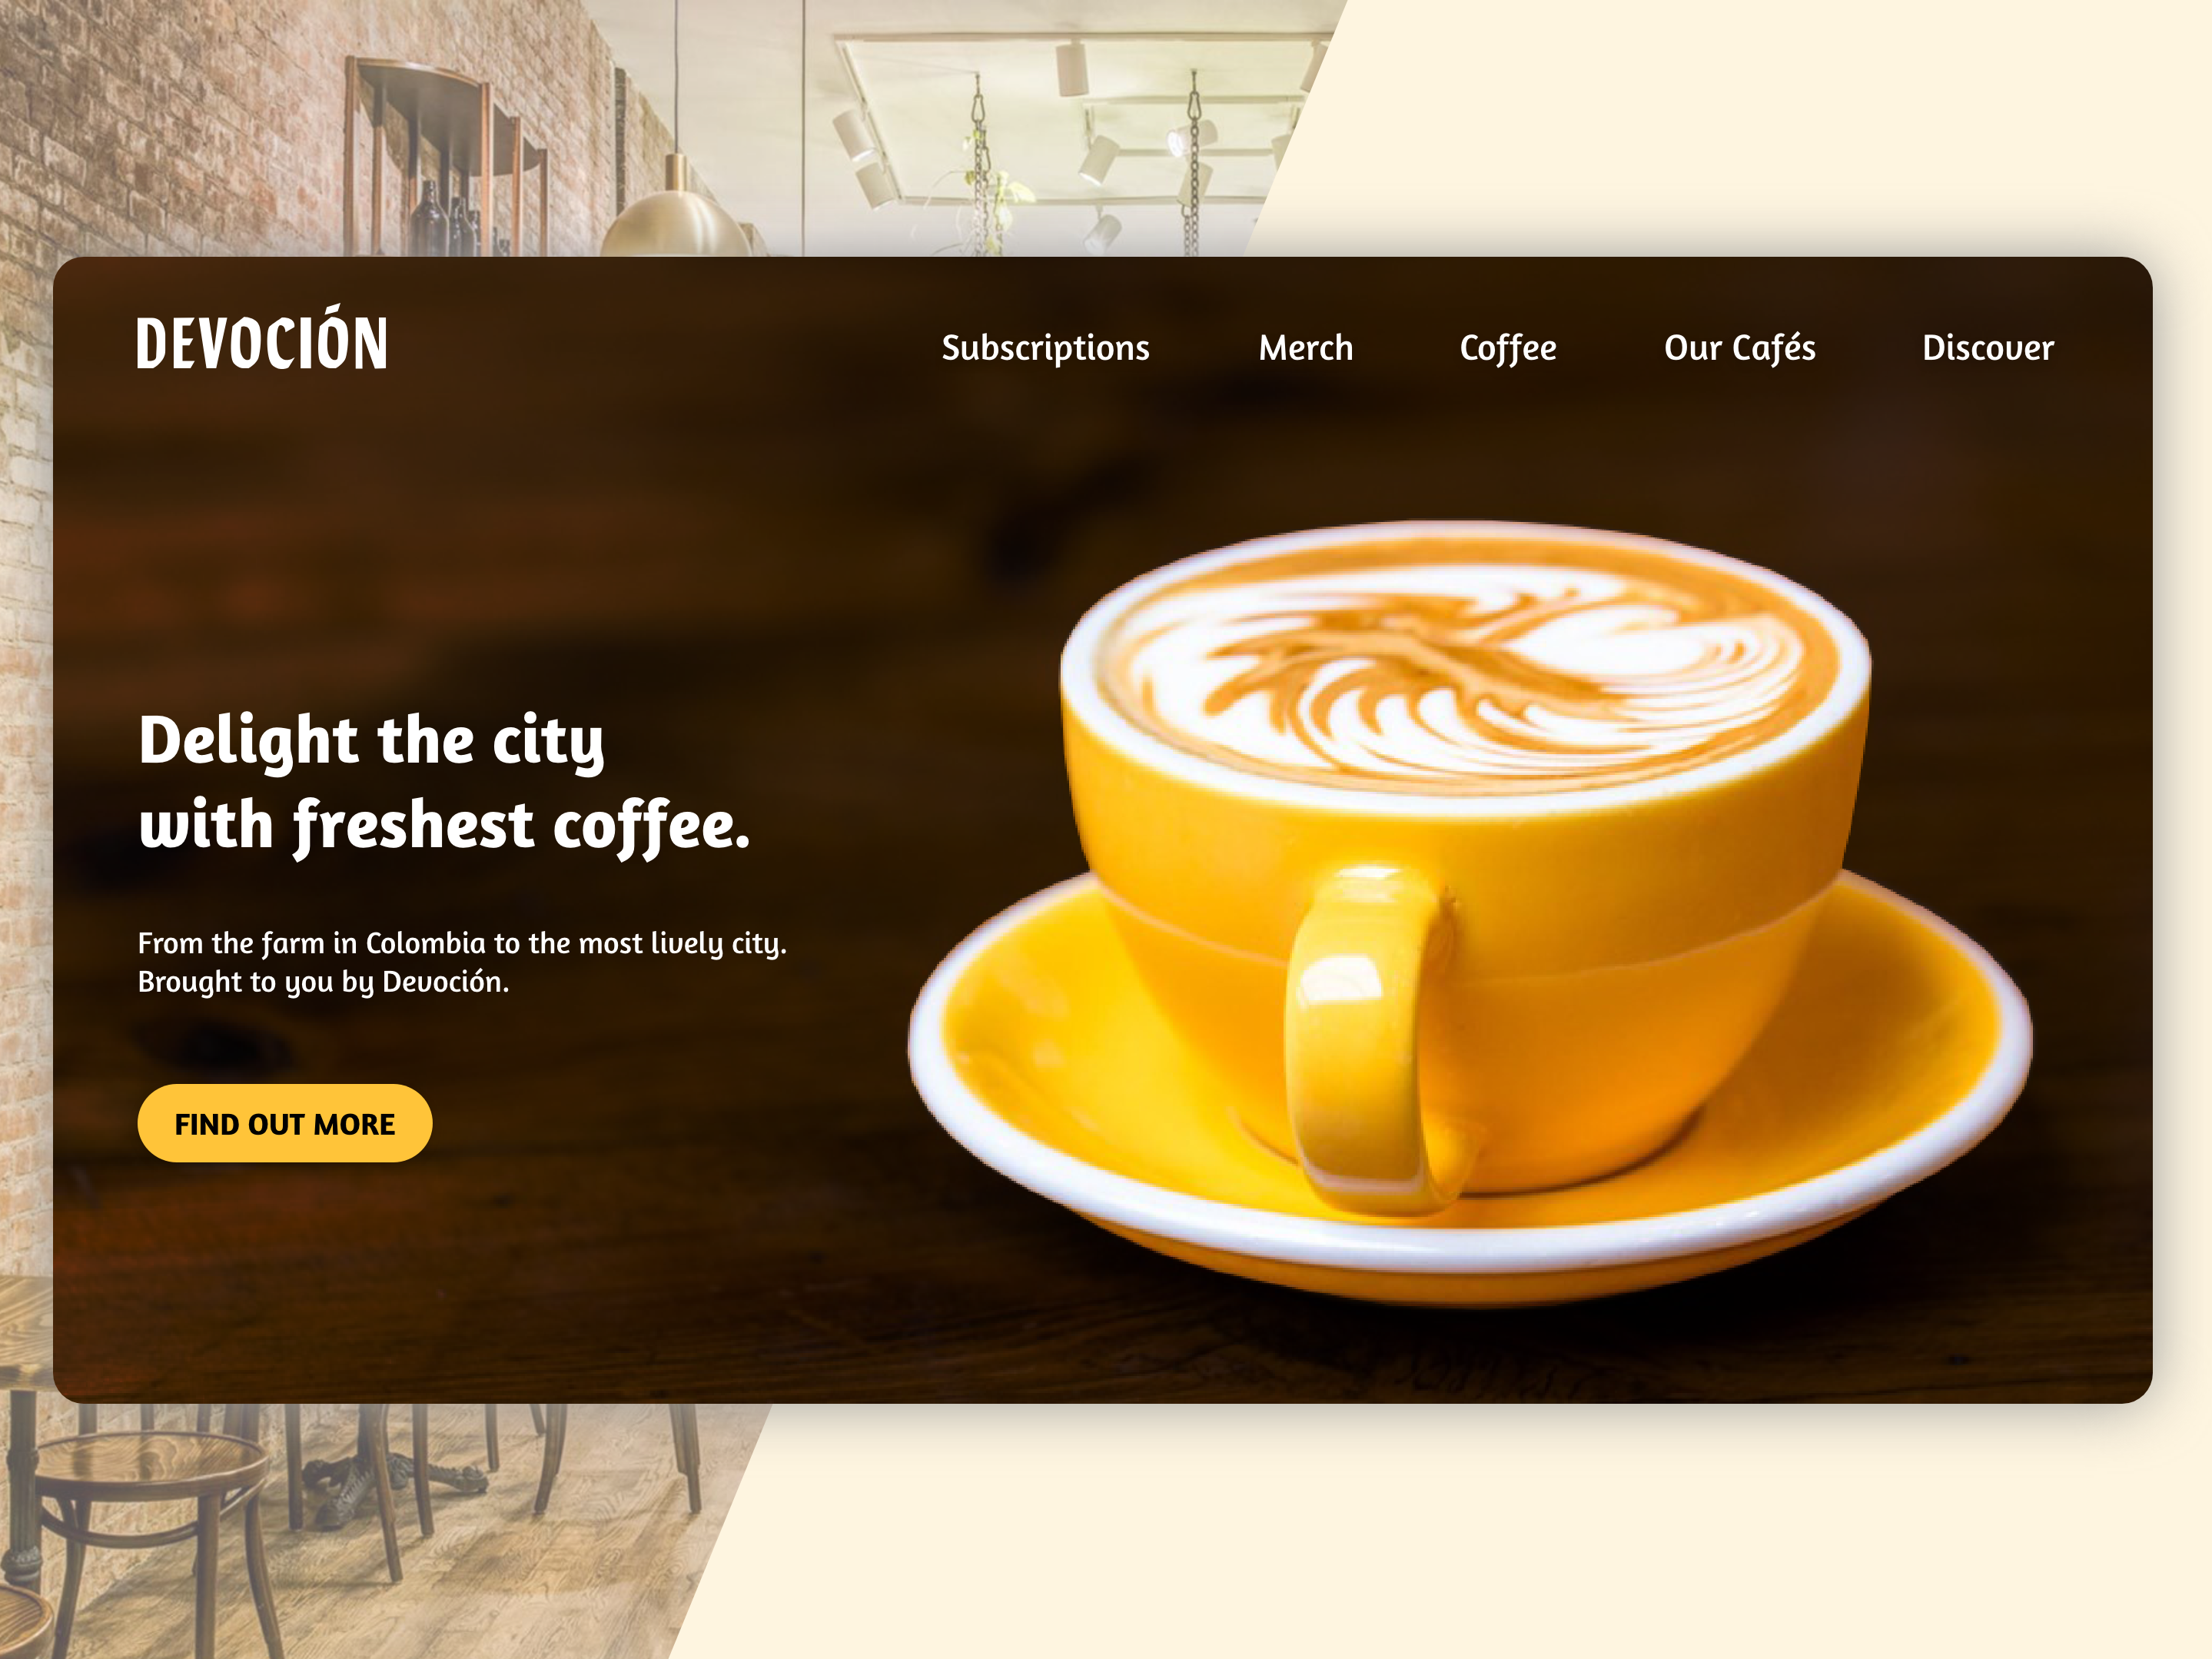 DEVOCIÓN
Subscriptions Merch Coffee Our Cafés Discover
Delight the city
with freshest coffee.
From the farm in Colombia to the most lively city.
Brought to you by Devoción.
FIND OUT MORE